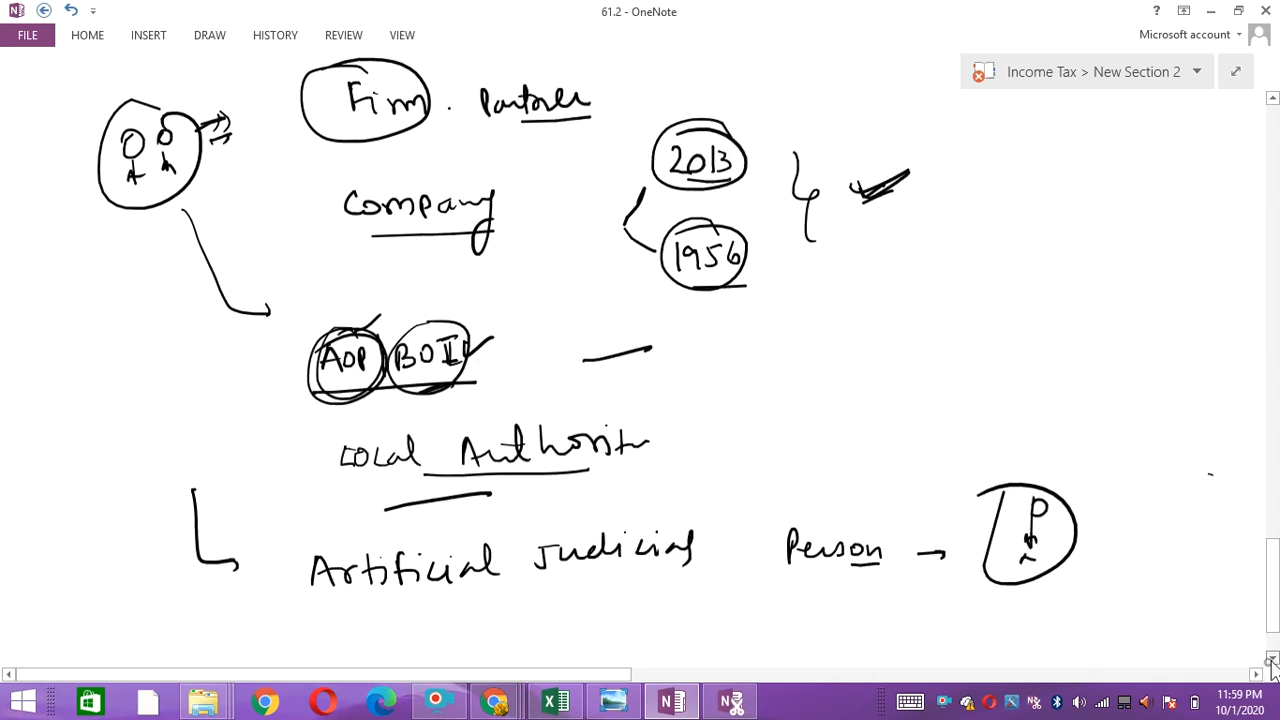 61.2 - OneNote
?
FILE HOME INSERT DRAW HISTORY REVIEW VIEW
Microsoft account
Income Tax > New Section 2
Firm. Partner
2013
Company
1956
AOP BOI
Local Authority
Artificial Judicial Person →
P
11:59 PM
10/1/2020